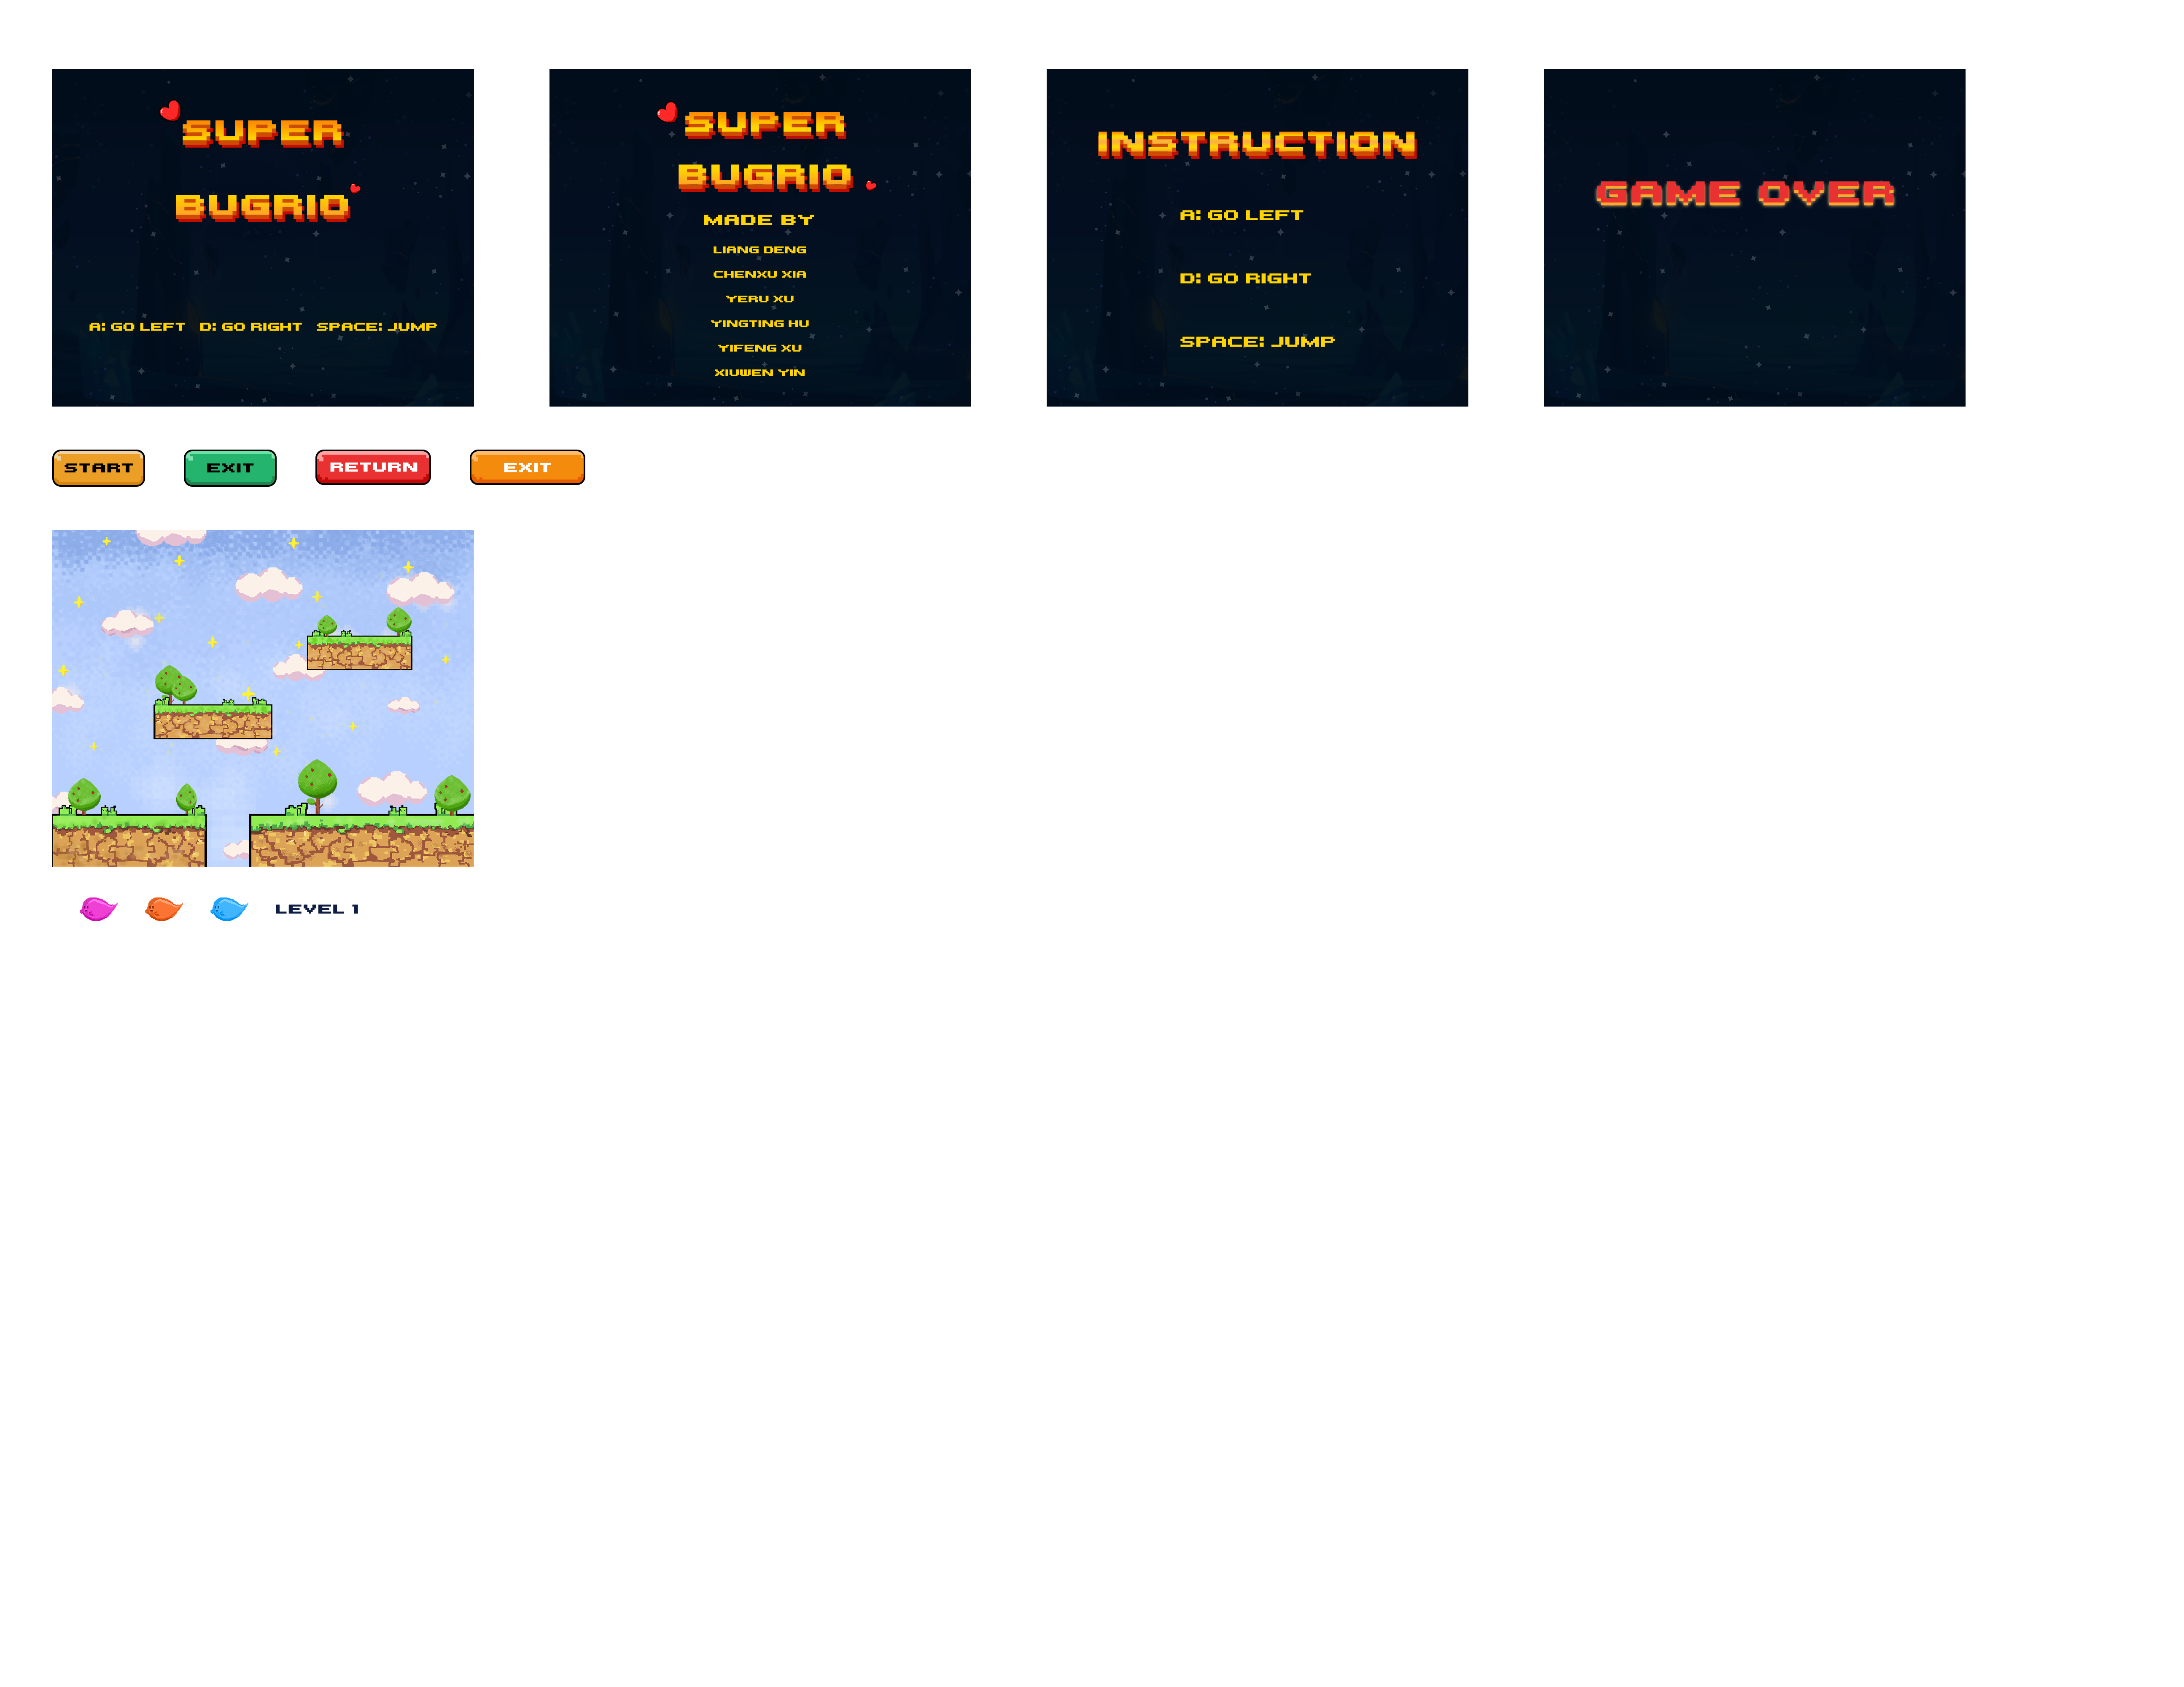 SUPER
BUGRIO
A: GO LEFT D: GO RIGHT SPACE: JUMP
SUPER
BUGRIO
MADE BY
LIANG DENG
CHENXU XIA
YERU XU
YINGTING HU
YIFENG XU
XIUWEN YIN
INSTRUCTION
A: GO LEFT
D: GO RIGHT
SPACE: JUMP
GAME OVER
START
EXIT
RETURN
EXIT
LEVEL 1